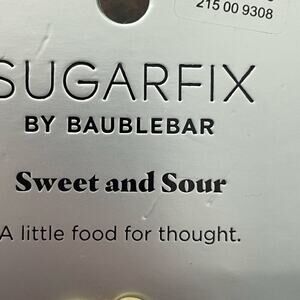 215 00 9308
SUGARFIX
BY BAUBLEBAR
Sweet and Sour
A little food for thought.